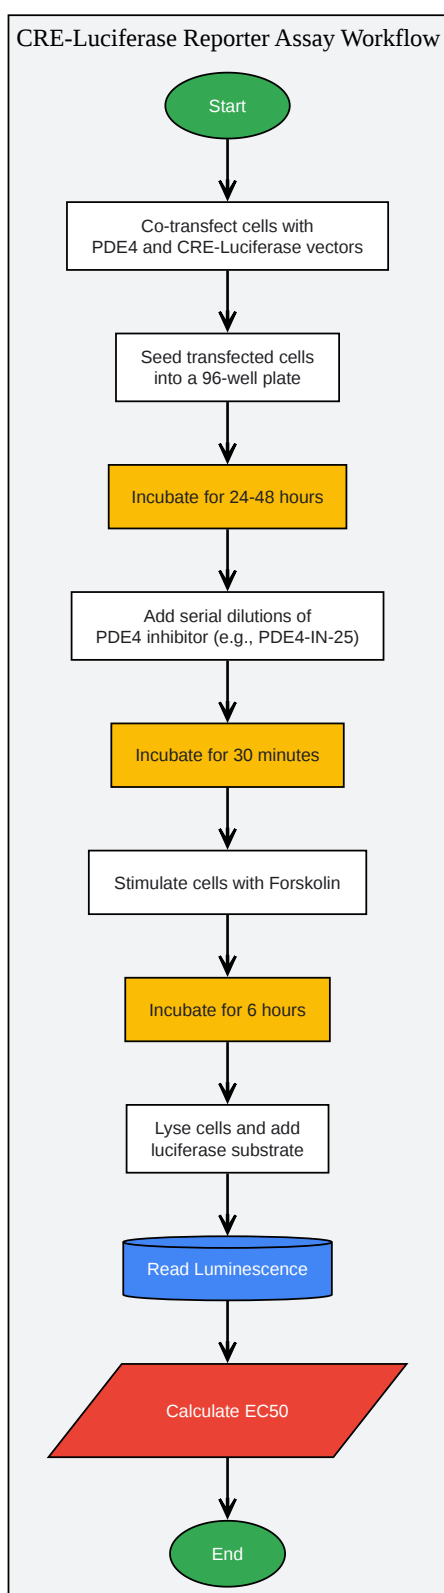 CRE-Luciferase Reporter Assay Workflow
Start
Co-transfect cells with
PDE4 and CRE-Luciferase vectors
Seed transfected cells
into a 96-well plate
Incubate for 24-48 hours
Add serial dilutions of
PDE4 inhibitor (e.g., PDE4-IN-25)
Incubate for 30 minutes
Stimulate cells with Forskolin
Incubate for 6 hours
Lyse cells and add
luciferase substrate
Read Luminescence
Calculate EC50
End